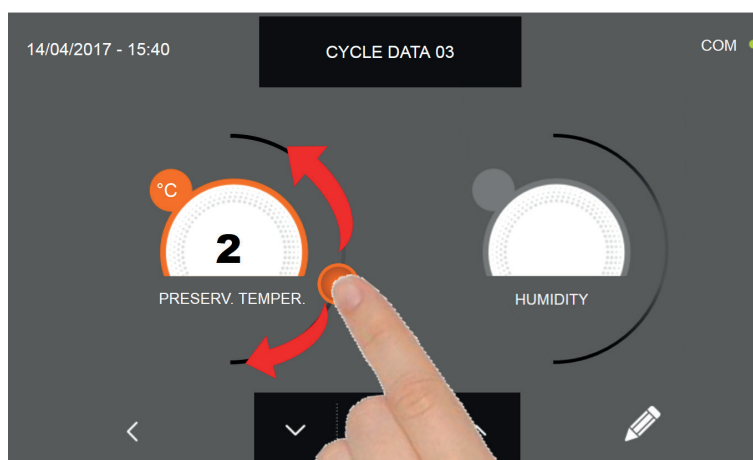 14/04/2017 - 15:40
CYCLE DATA 03
COM
°C
2
PRESERV. TEMPER.
HUMIDITY